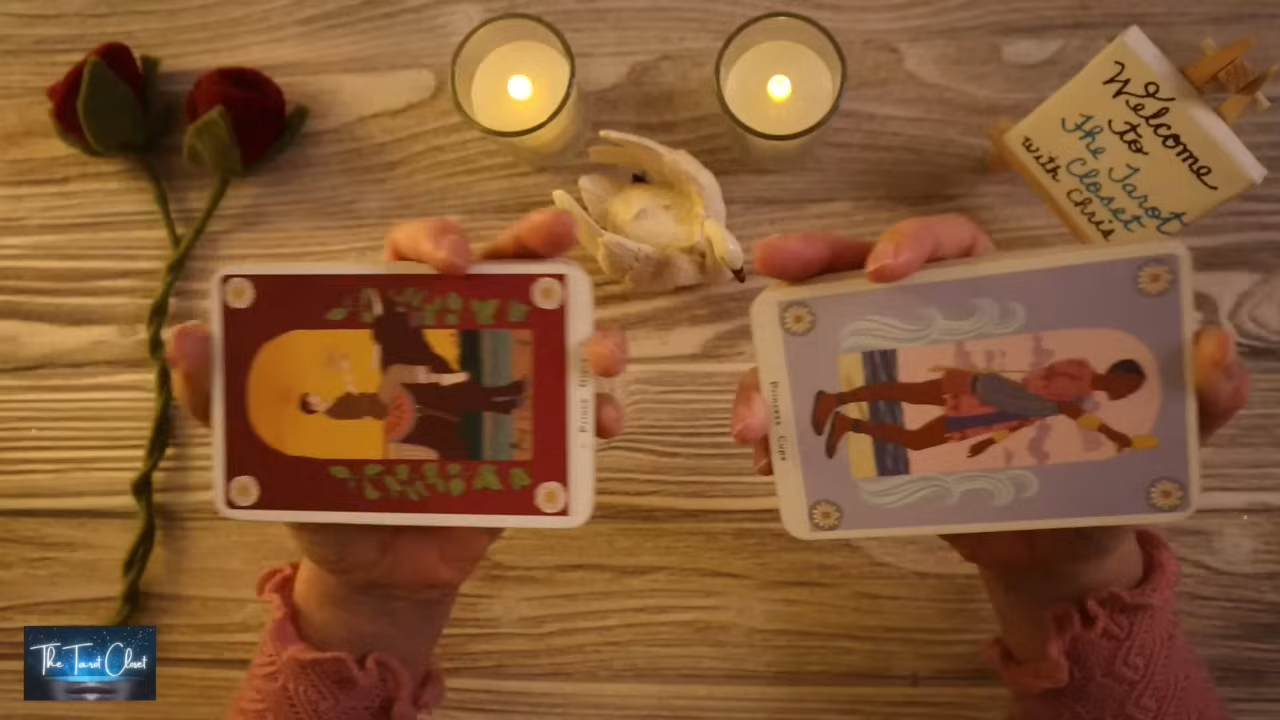 Welcome
to
The Tarot
Closet
with Chris
Princess Cups
The Tarot Closet